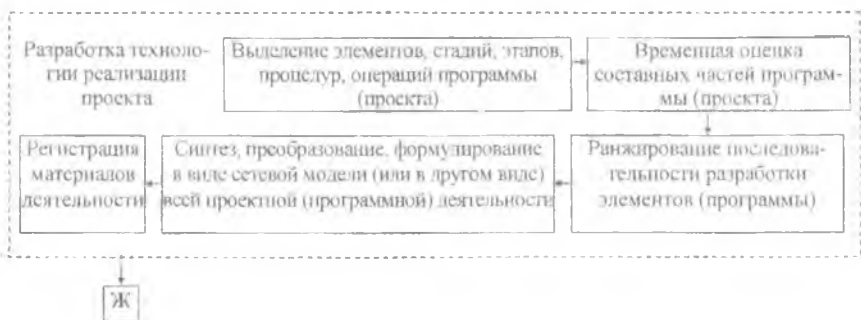 Разработка техноло-
гии реализации
проекта
Выделение элементов, стадий, этапов,
процедур, операций программы
(проекта)
Временная оценка
составных частей програм-
мы (проекта)
Регистрация
материалов
деятельности
Синтез, преобразование, формулирование
в виде сетевой модели (или в другом виде)
всей проектной (программной) деятельности
Ранжирование последова-
тельности разработки
элементов (программы)
Ж